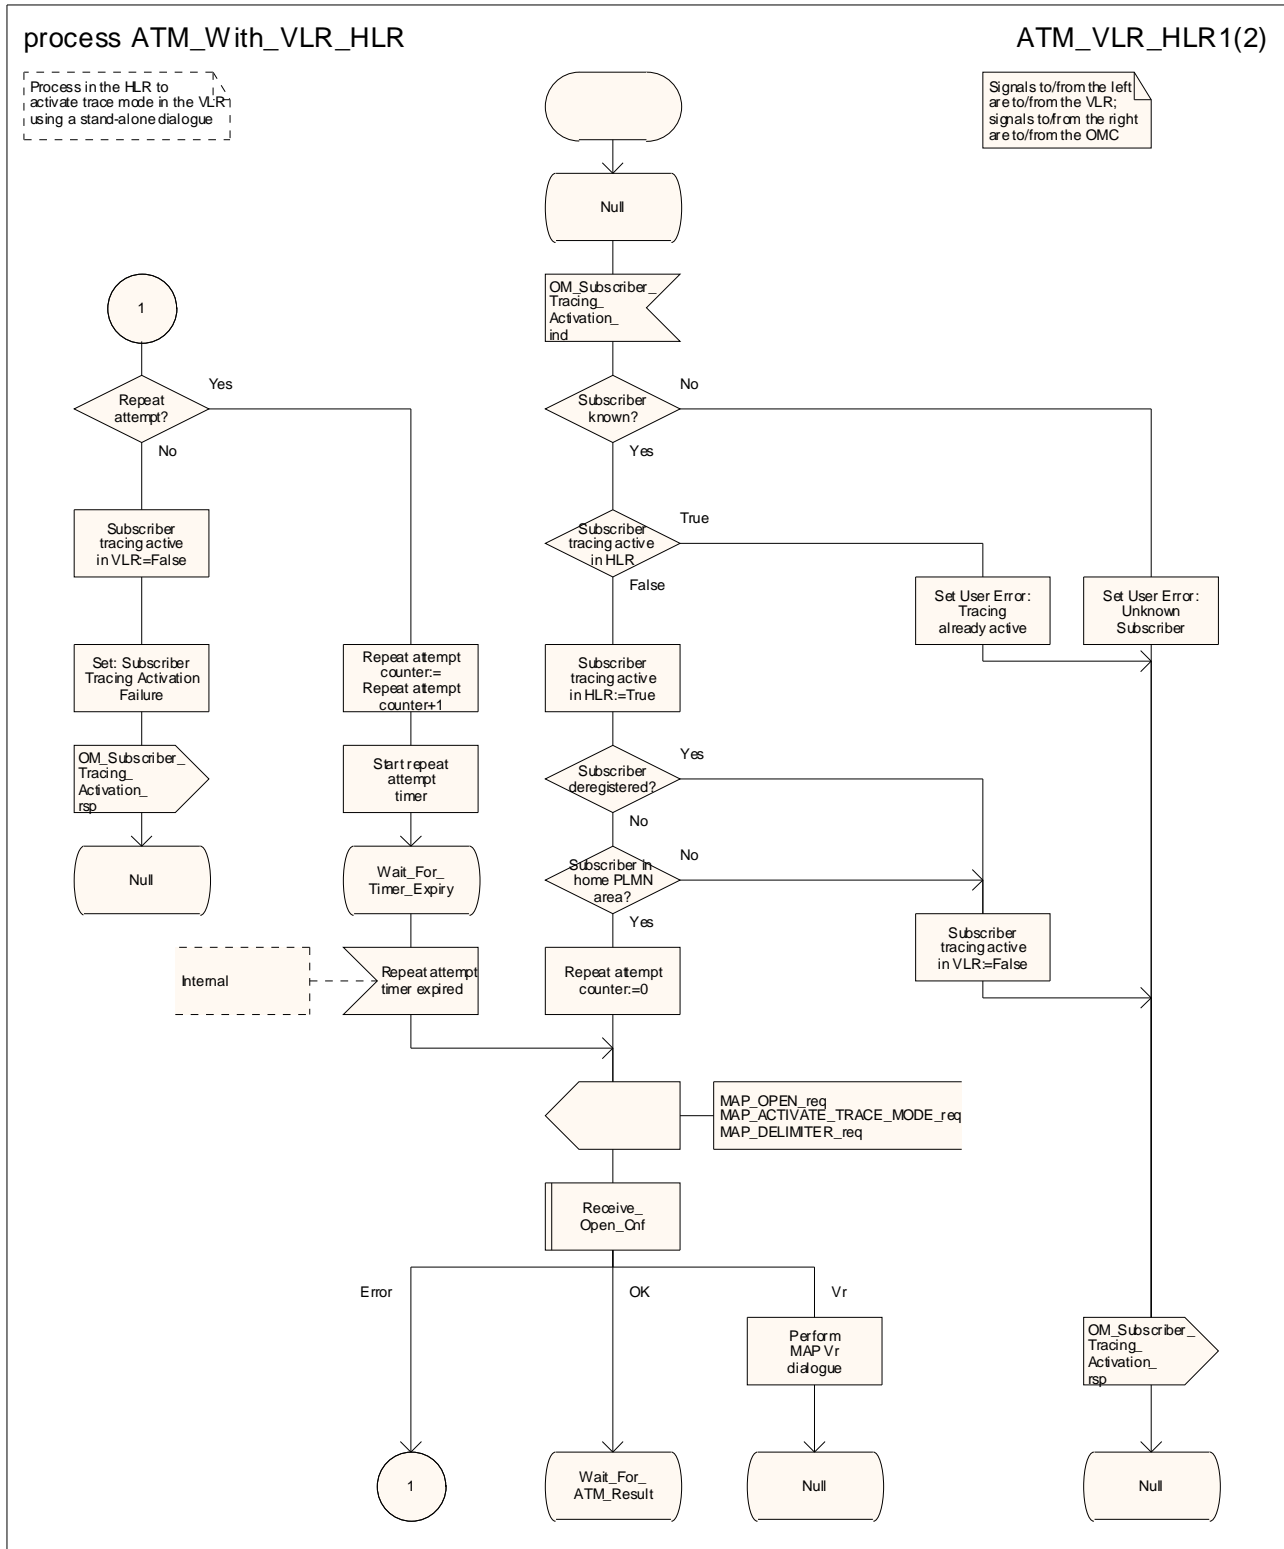 process ATM_With_VLR_HLR
ATM_VLR_HLR1(2)
Process in the HLR to
activate trace mode in the VLR
using a stand-alone dialogue
Signals to/from the left
are to/from the VLR;
signals to/from the right
are to/from the OMC
Null
OM_Subscriber_
Tracing_
Activation_
ind
1
Repeat
attempt?
Yes
No
Subscriber
known?
No
Yes
Subscriber
tracing active
in VLR:=False
Subscriber
tracing active
in HLR
True
False
Set User Error:
Tracing
already active
Set User Error:
Unknown
Subscriber
Set: Subscriber
Tracing Activation
Failure
Repeat attempt
counter:=
Repeat attempt
counter+1
Subscriber
tracing active
in HLR:=True
OM_Subscriber_
Tracing_
Activation_
rsp
Start repeat
attempt
timer
Subscriber
deregistered?
Yes
No
Null
Wait_For_
Timer_Expiry
Subscriber in
home PLMN
area?
No
Yes
Subscriber
tracing active
in VLR:=False
Internal
Repeat attempt
timer expired
Repeat attempt
counter:=0
MAP_OPEN_req
MAP_ACTIVATE_TRACE_MODE_req
MAP_DELIMITER_req
Receive_
Open_Cnf
Error
OK
Vr
Perform
MAP Vr
dialogue
OM_Subscriber_
Tracing_
Activation_
rsp
1
Wait_For_
ATM_Result
Null
Null